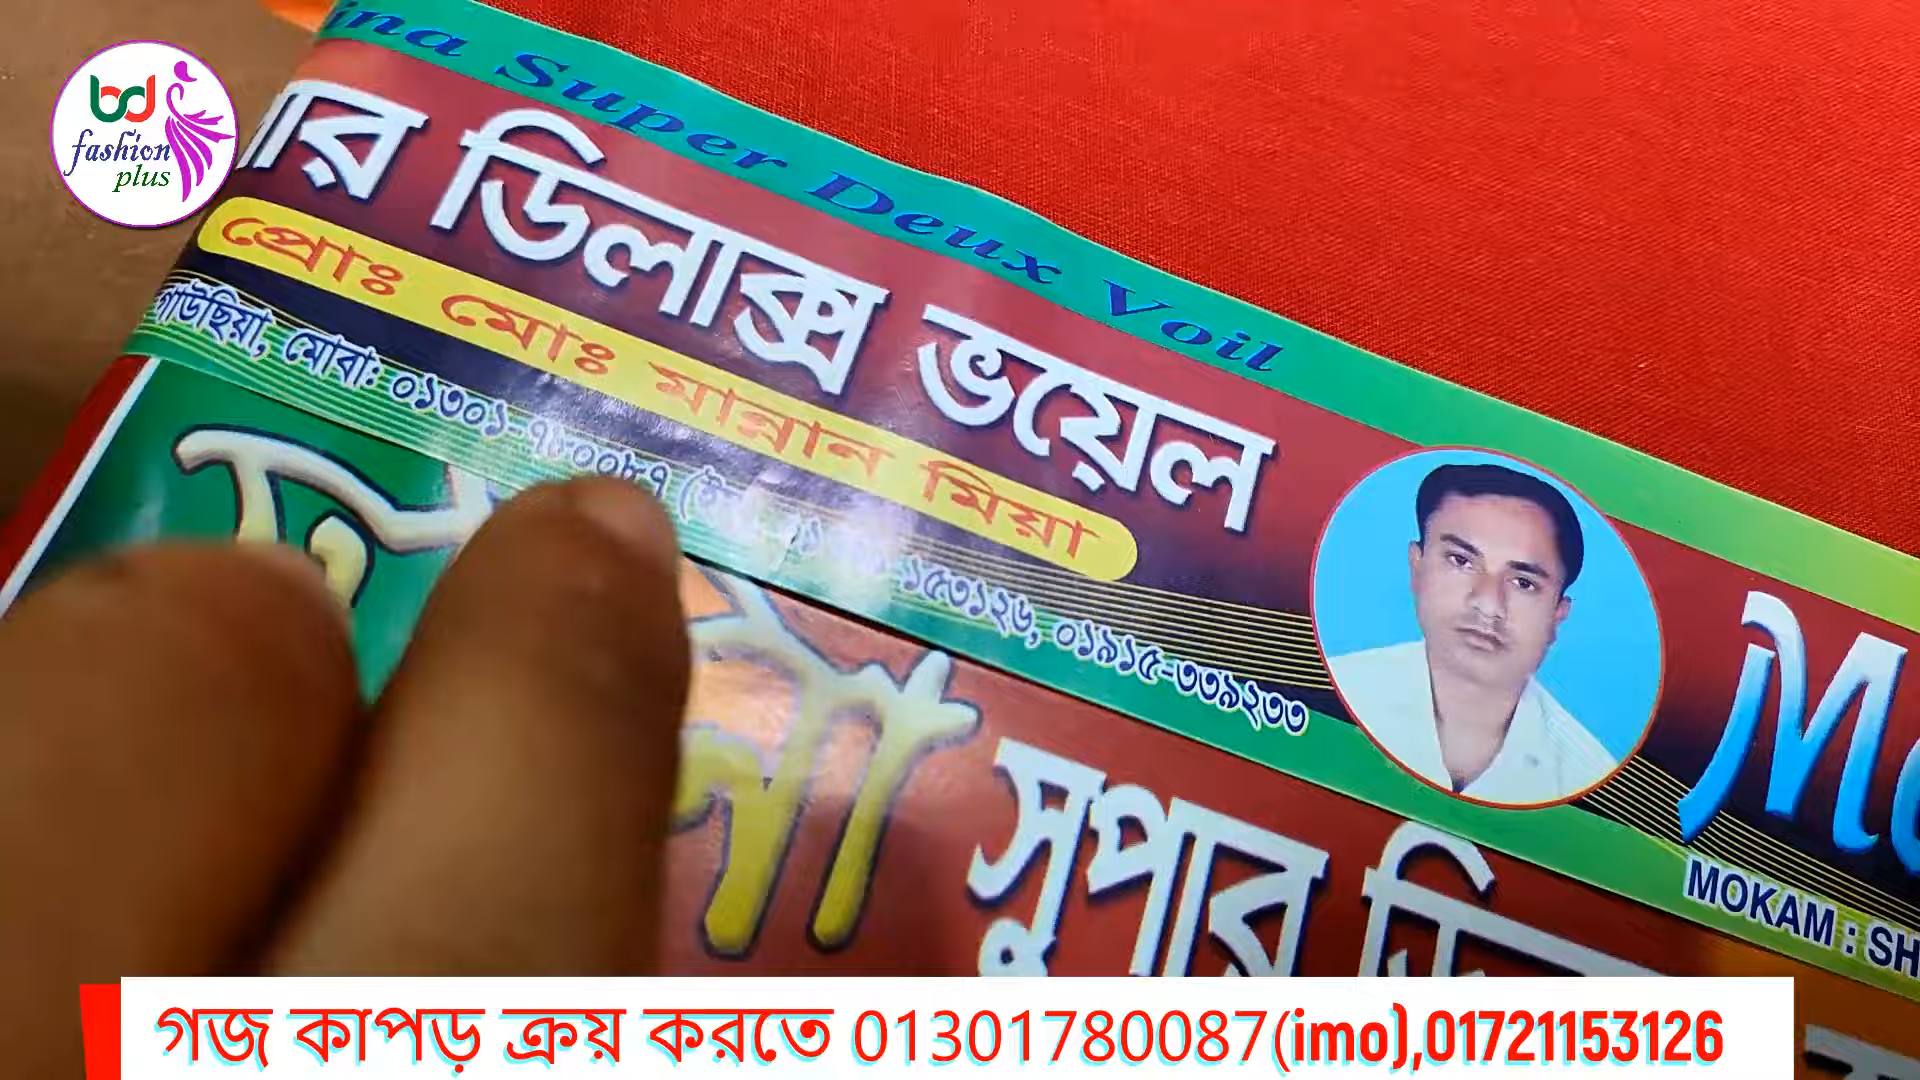 bd
fashion
plus
Super Deux Voil
ডিলাক্স ভয়েল
প্রোঃ মোঃ মান্নান মিয়া
গাউছিয়া, মোবা: ০১৩০১-৭৮০০৮৭
১৫৩১২৬, ০১৯১৫-৩৩৯২৩৩
সুপার
MOKAM :
গজ কাপড় ক্রয় করতে 01301780087(imo),01721153126